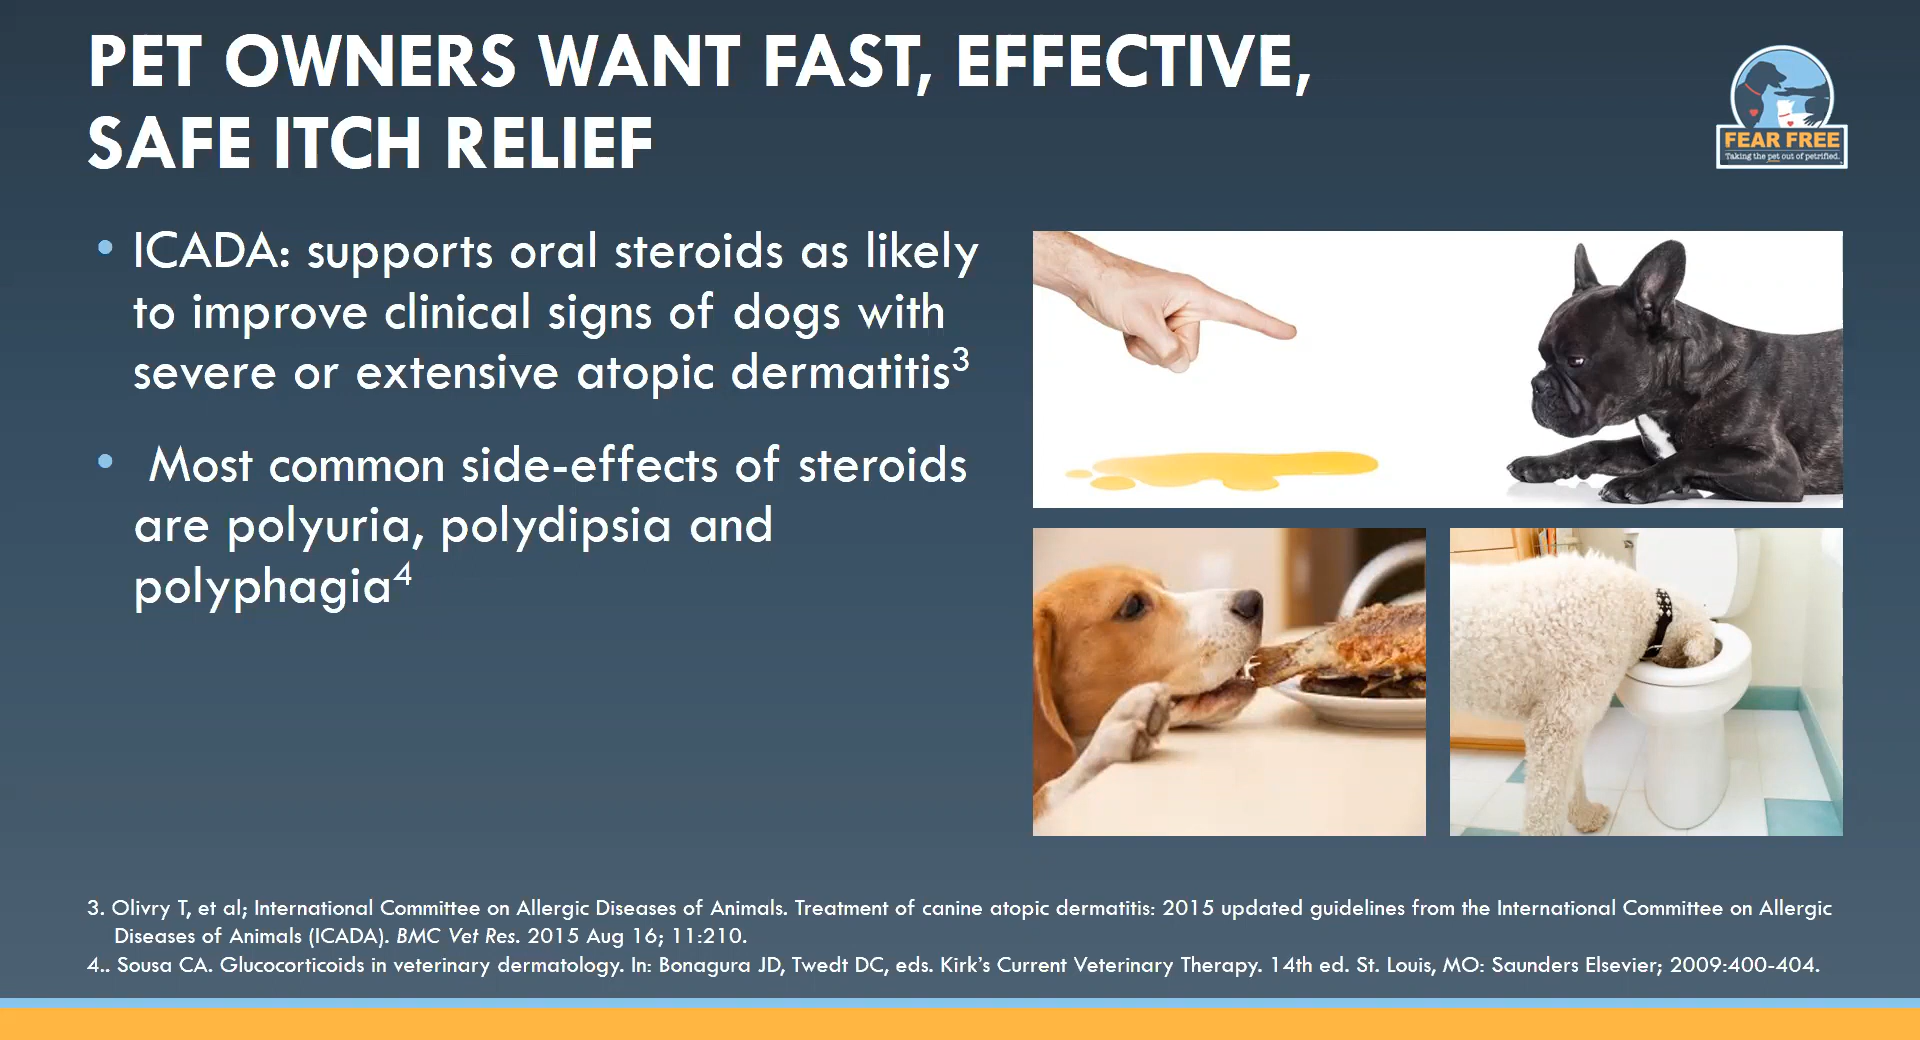 PET OWNERS WANT FAST, EFFECTIVE,
SAFE ITCH RELIEF
FEAR FREE
Taking the pet out of petrified.
• ICADA: supports oral steroids as likely
to improve clinical signs of dogs with
severe or extensive atopic dermatitis³
• Most common side-effects of steroids
are polyuria, polydipsia and
polyphagia⁴
3. Olivry T, et al; International Committee on Allergic Diseases of Animals. Treatment of canine atopic dermatitis: 2015 updated guidelines from the International Committee on Allergic
Diseases of Animals (ICADA). BMC Vet Res. 2015 Aug 16; 11:210.
4.. Sousa CA. Glucocorticoids in veterinary dermatology. In: Bonagura JD, Twedt DC, eds. Kirk’s Current Veterinary Therapy. 14th ed. St. Louis, MO: Saunders Elsevier; 2009:400-404.